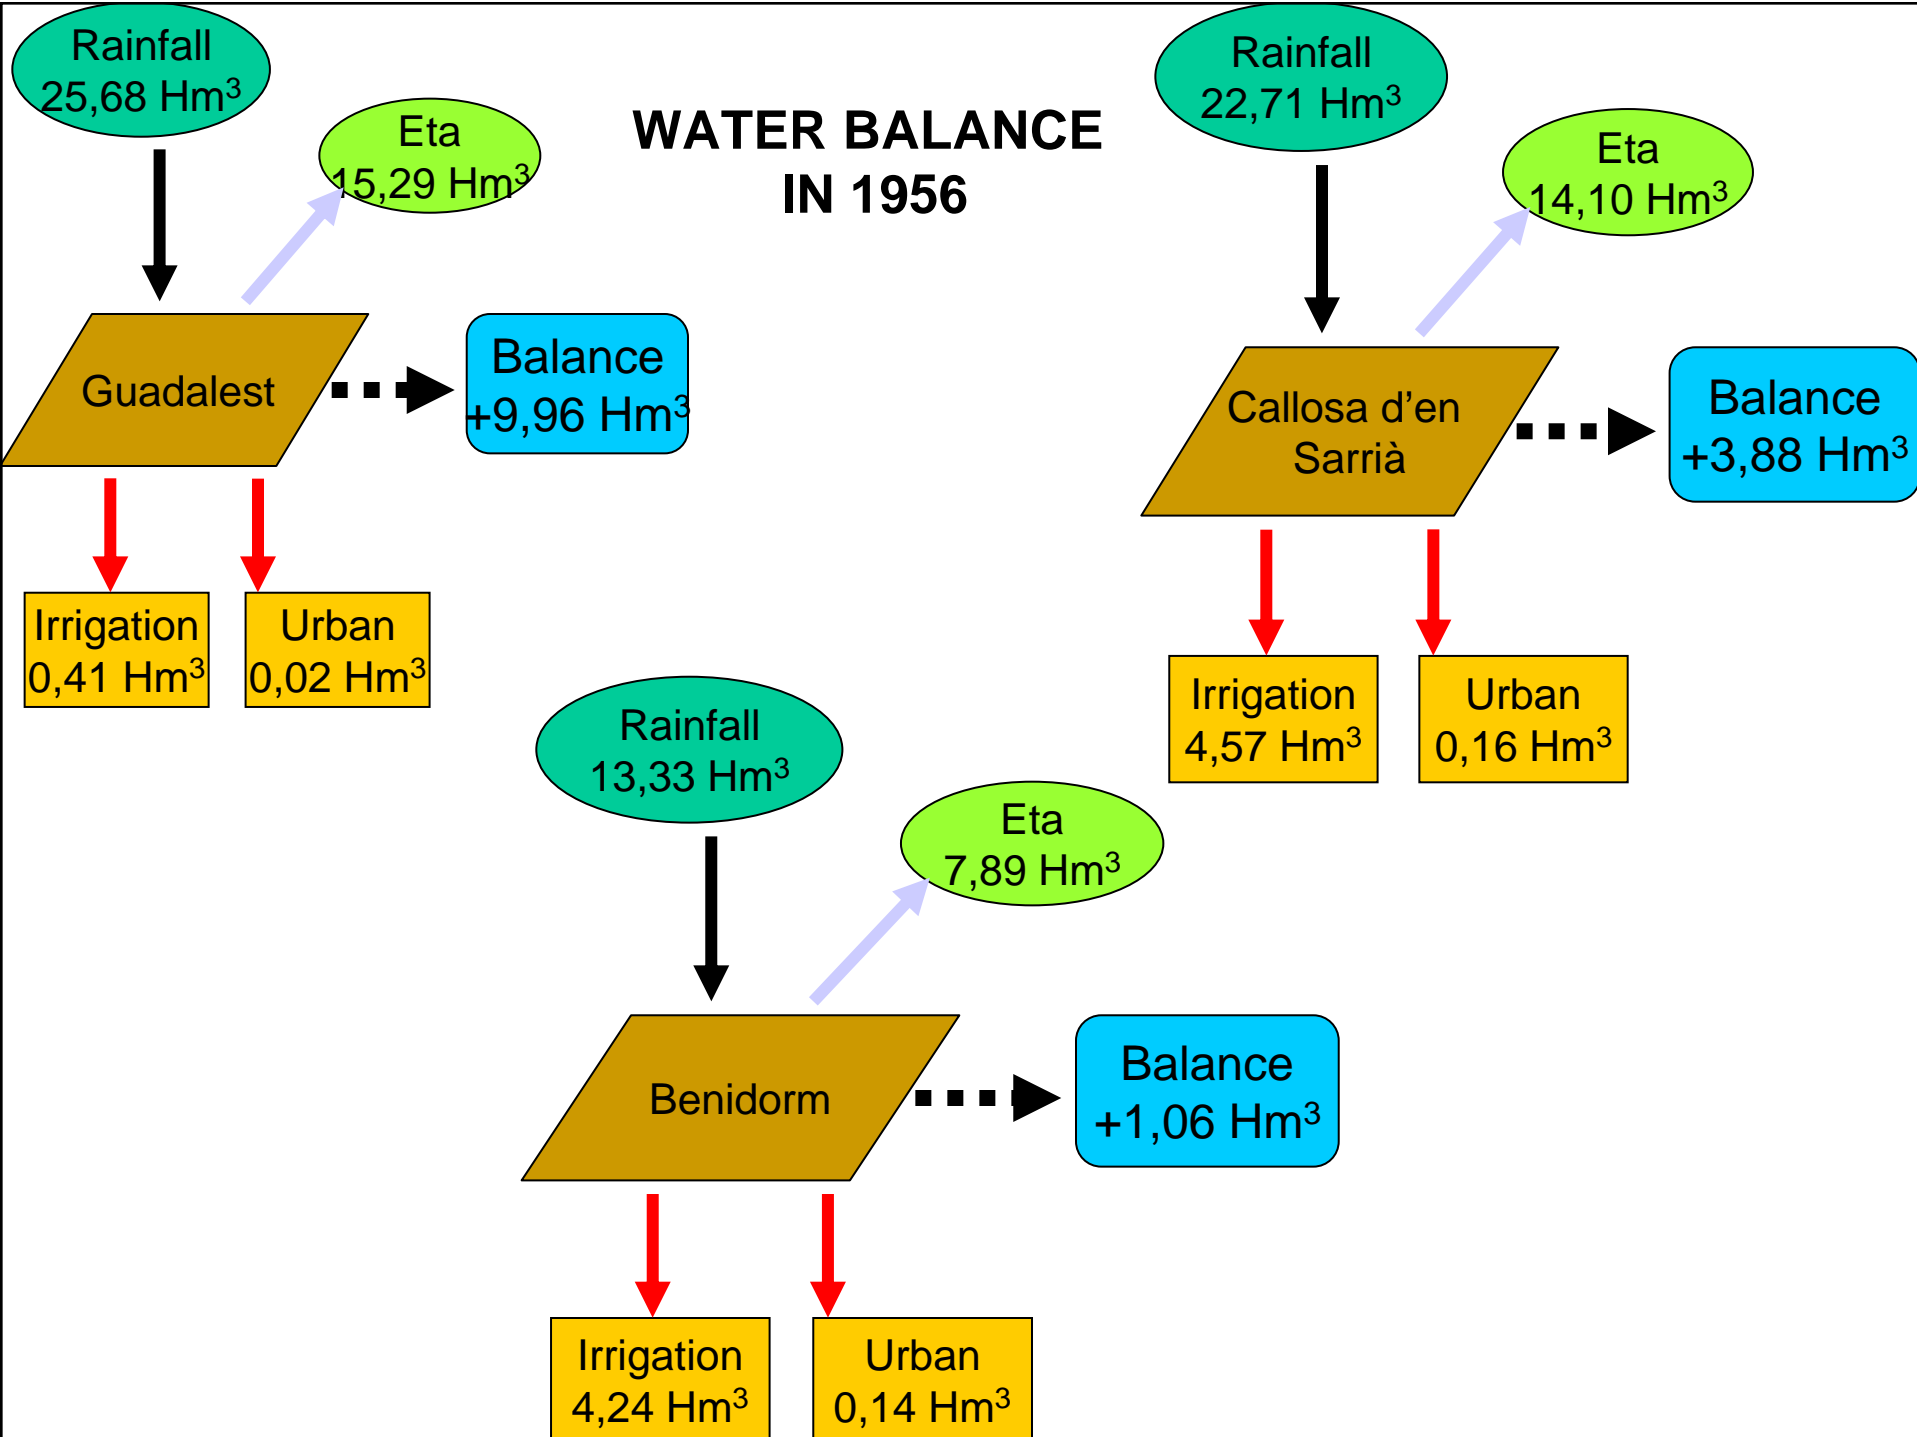 Rainfall
25,68 Hm³
Eta
15,29 Hm³
WATER BALANCE
IN 1956
Rainfall
22,71 Hm³
Eta
14,10 Hm³
Guadalest
Balance
+9,96 Hm³
Callosa d’en
Sarrià
Balance
+3,88 Hm³
Irrigation
0,41 Hm³
Urban
0,02 Hm³
Irrigation
4,57 Hm³
Urban
0,16 Hm³
Rainfall
13,33 Hm³
Eta
7,89 Hm³
Benidorm
Balance
+1,06 Hm³
Irrigation
4,24 Hm³
Urban
0,14 Hm³